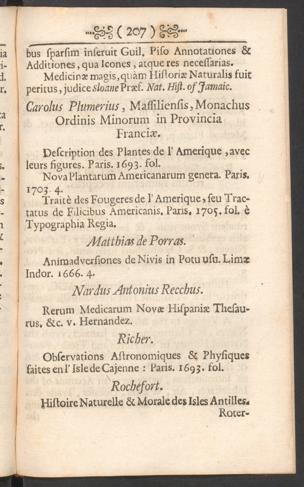 ( 207 )
bus sparsim inseruit Guil, Piso Annotationes &
Additiones, qua Icones, atque res necessarias.
Medicinæ magis, quàm Historiæ Naturalis fuit
peritus, judice Sloane Præf. Nat. Hist. of Jamaic.
Carolus Plumerius, Massiliensis, Monachus
Ordinis Minorum in Provincia
Franciæ.
Description des Plantes de l' Amerique, avec
leurs figures. Paris. 1693. fol.
Nova Plantarum Americanarum genera. Paris.
1703. 4.
Traitè des Fougeres de l' Amerique, seu Trac-
tatus de Filicibus Americanis. Paris. 1705. fol. è
Typographia Regia.
Matthias de Porras.
Animadversiones de Nivis in Potu usu. Limæ
Indor. 1666. 4.
Nardus Antonius Recchus.
Rerum Medicarum Novæ Hispaniæ Thesau-
rus, &c. v. Hernandez.
Richer.
Observations Astronomiques & Physiques
faites en l' Isle de Cajenne : Paris. 1693. fol.
Rochefort.
Histoire Naturelle & Morale des Isles Antilles.
Roter-